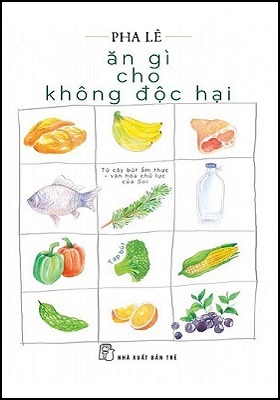 PHA LÊ
ăn gì
cho
không độc hại
Từ cây bút ẩm thực
- văn hóa chủ lực
của Soi
Tạp bút
NHÀ XUẤT BẢN TRẺ